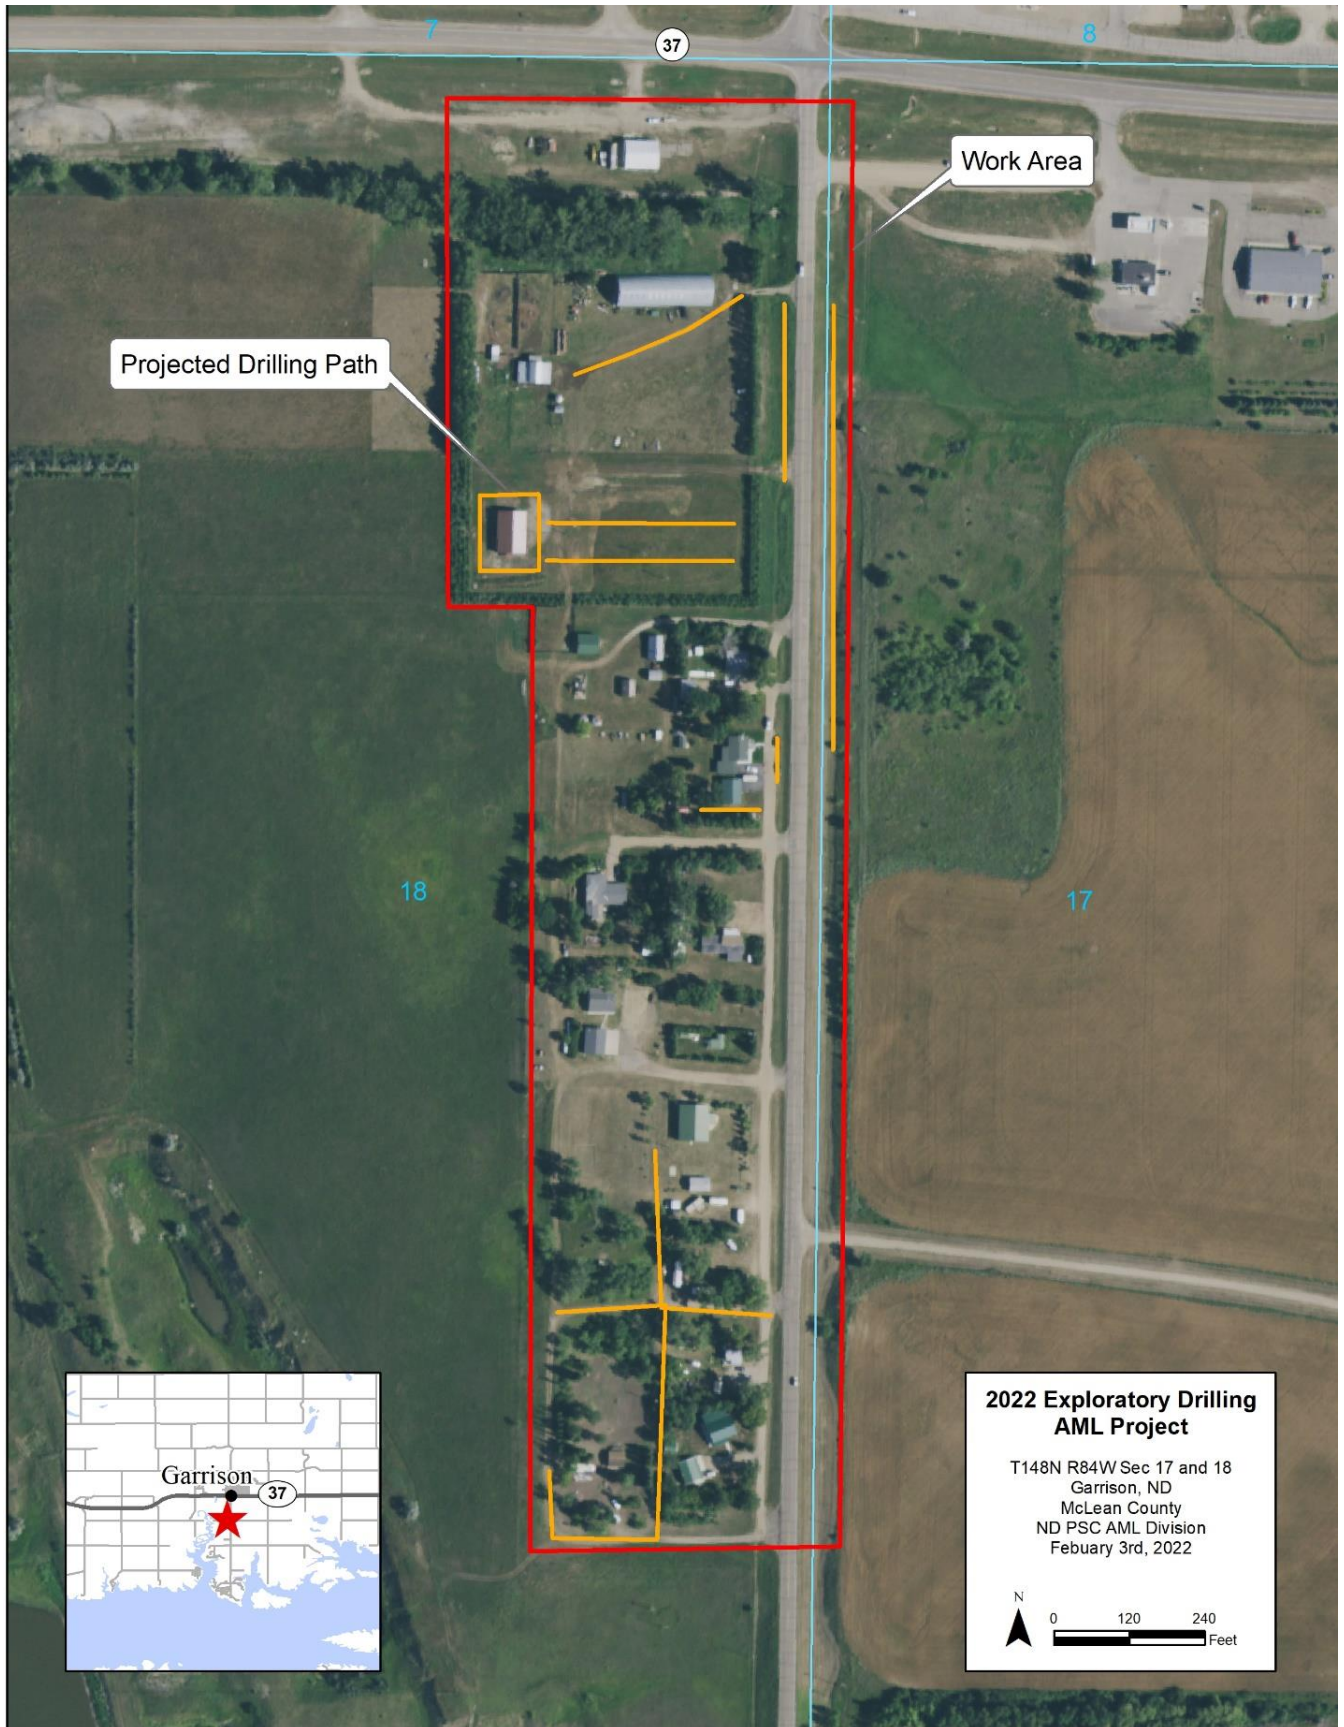 7
37
8
Work Area
Projected Drilling Path
18
17
Garrison
37
2022 Exploratory Drilling
AML Project
T148N R84W Sec 17 and 18
Garrison, ND
McLean County
ND PSC AML Division
Febuary 3rd, 2022
N
0 120 240
Feet